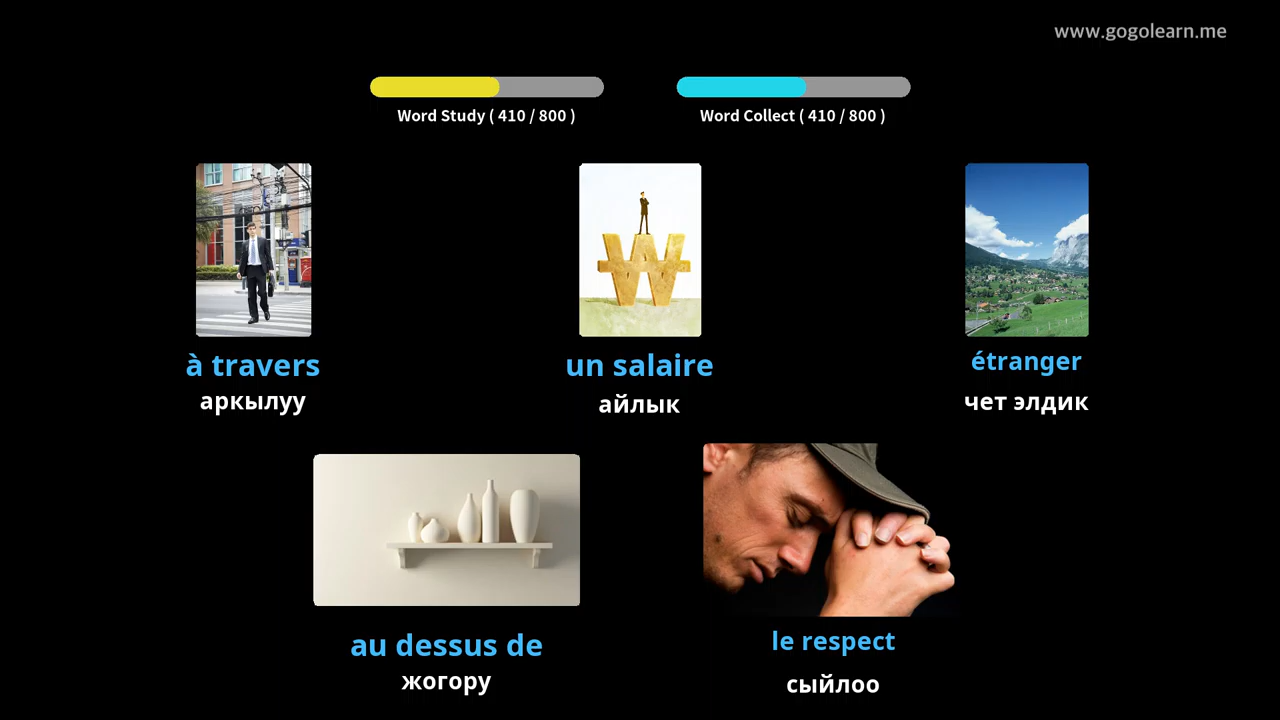 www.gogolearn.me
Word Study ( 410 / 800 )
Word Collect ( 410 / 800 )
à travers
аркылуу
un salaire
айлык
étranger
чет элдик
au dessus de
жогору
le respect
сыйлоо